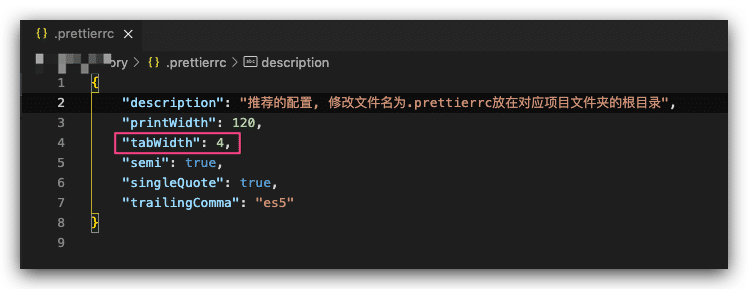 {} .prettierrc ×
ory > {} .prettierrc > abc description
1 {
2 "description": "推荐的配置, 修改文件名为.prettierrc放在对应项目文件夹的根目录",
3 "printWidth": 120,
4 "tabWidth": 4,
5 "semi": true,
6 "singleQuote": true,
7 "trailingComma": "es5"
8 }
9